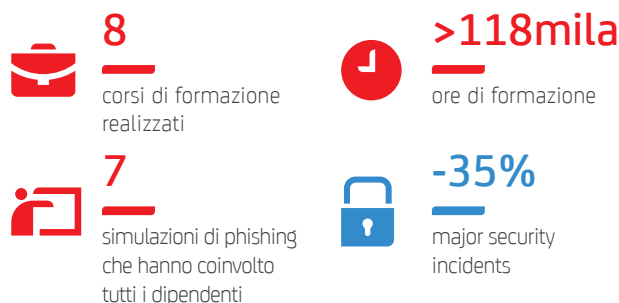 8
corsi di formazione
realizzati
>118mila
ore di formazione
7
simulazioni di phishing
che hanno coinvolto
tutti i dipendenti
-35%
major security
incidents